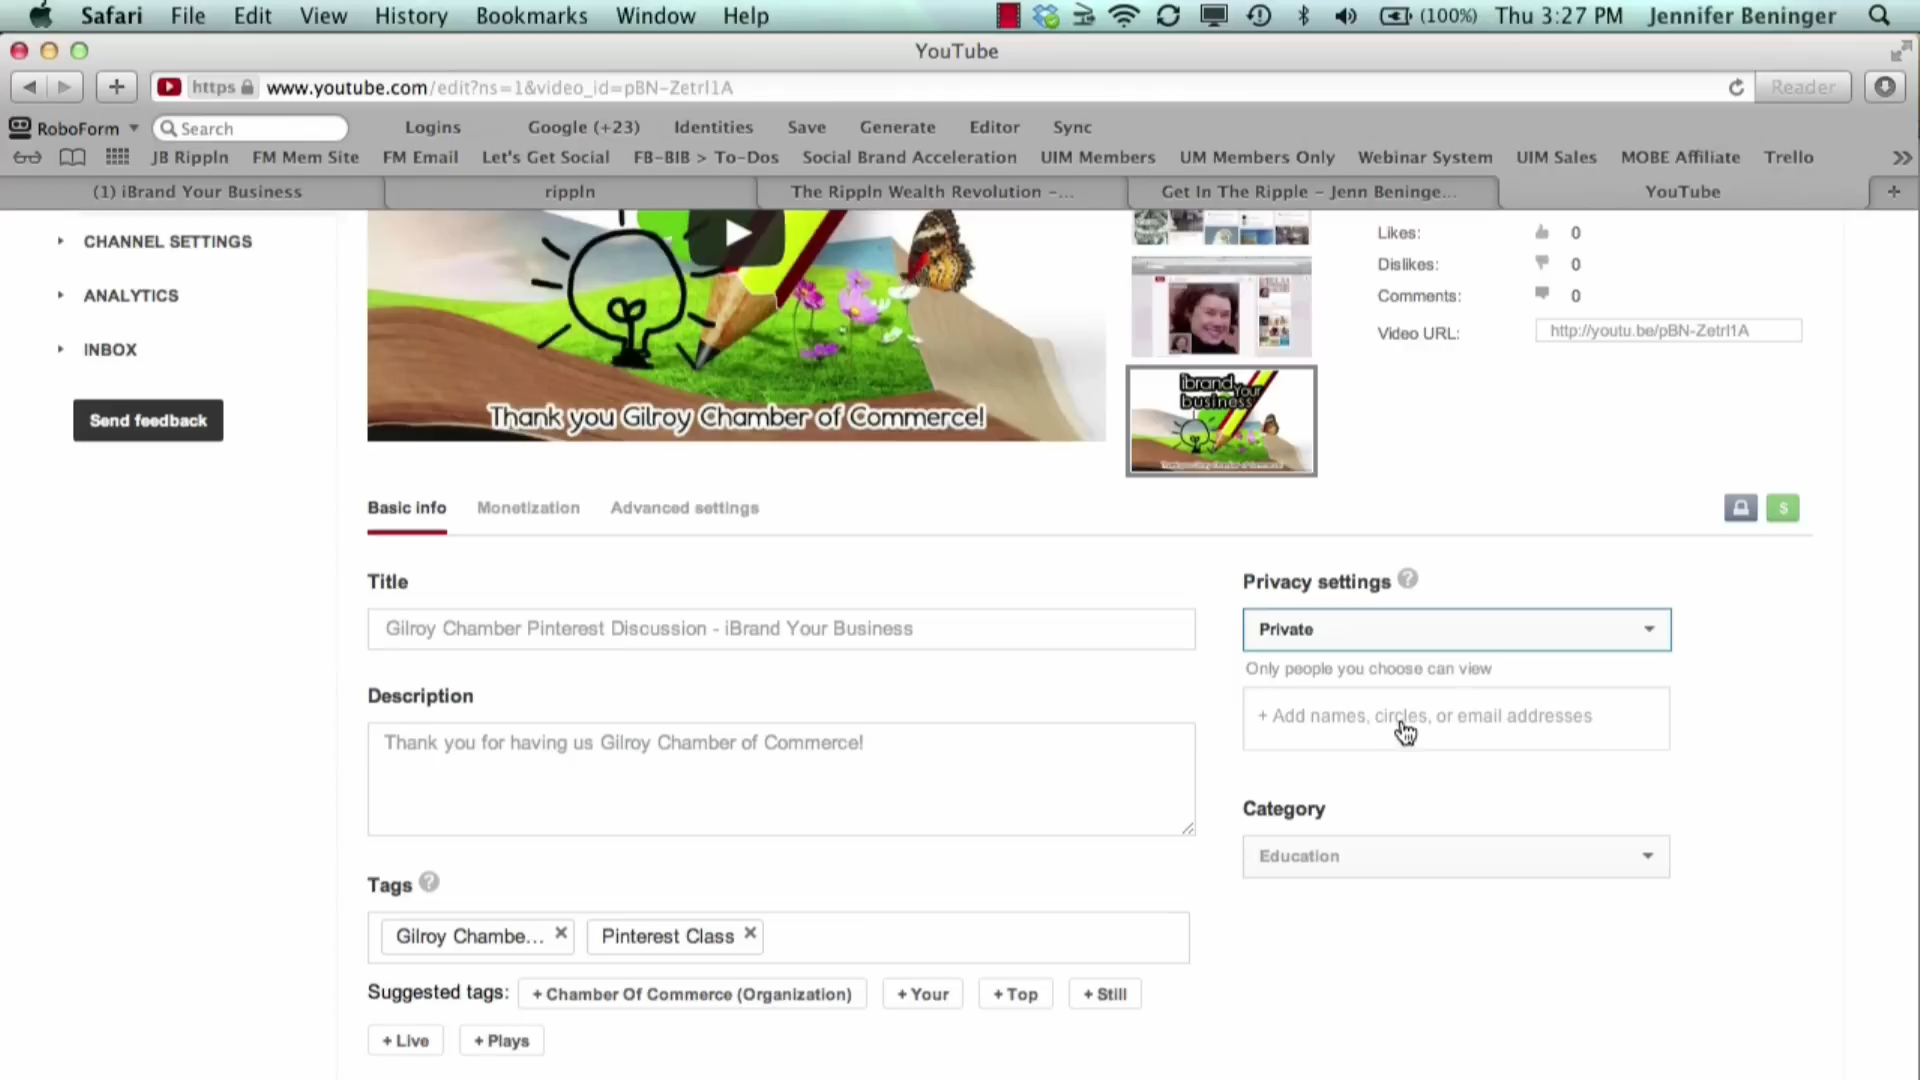 Safari File Edit View History Bookmarks Window Help (100%) Thu 3:27 PM Jennifer Beninger
YouTube
https www.youtube.com/edit?ns=1&video_id=pBN-Zetrl1A Reader
RoboForm Search Logins Google (+23) Identities Save Generate Editor Sync
JB Rippln FM Mem Site FM Email Let's Get Social FB-BIB > To-Dos Social Brand Acceleration UIM Members UM Members Only Webinar System UIM Sales MOBE Affiliate Trello
(1) iBrand Your Business rippln The Rippln Wealth Revolution –... Get In The Ripple – Jenn Beninge... YouTube
CHANNEL SETTINGS
ANALYTICS
INBOX
Send feedback
Thank you Gilroy Chamber of Commerce!
ibrand Your
business
Likes: 0
Dislikes: 0
Comments: 0
Video URL: http://youtu.be/pBN-Zetrl1A
Basic info Monetization Advanced settings
$
Title
Gilroy Chamber Pinterest Discussion - iBrand Your Business
Description
Thank you for having us Gilroy Chamber of Commerce!
Tags ?
Gilroy Chambe... × Pinterest Class ×
Suggested tags: + Chamber Of Commerce (Organization) + Your + Top + Still
+ Live + Plays
Privacy settings ?
Private
Only people you choose can view
+ Add names, circles, or email addresses
Category
Education